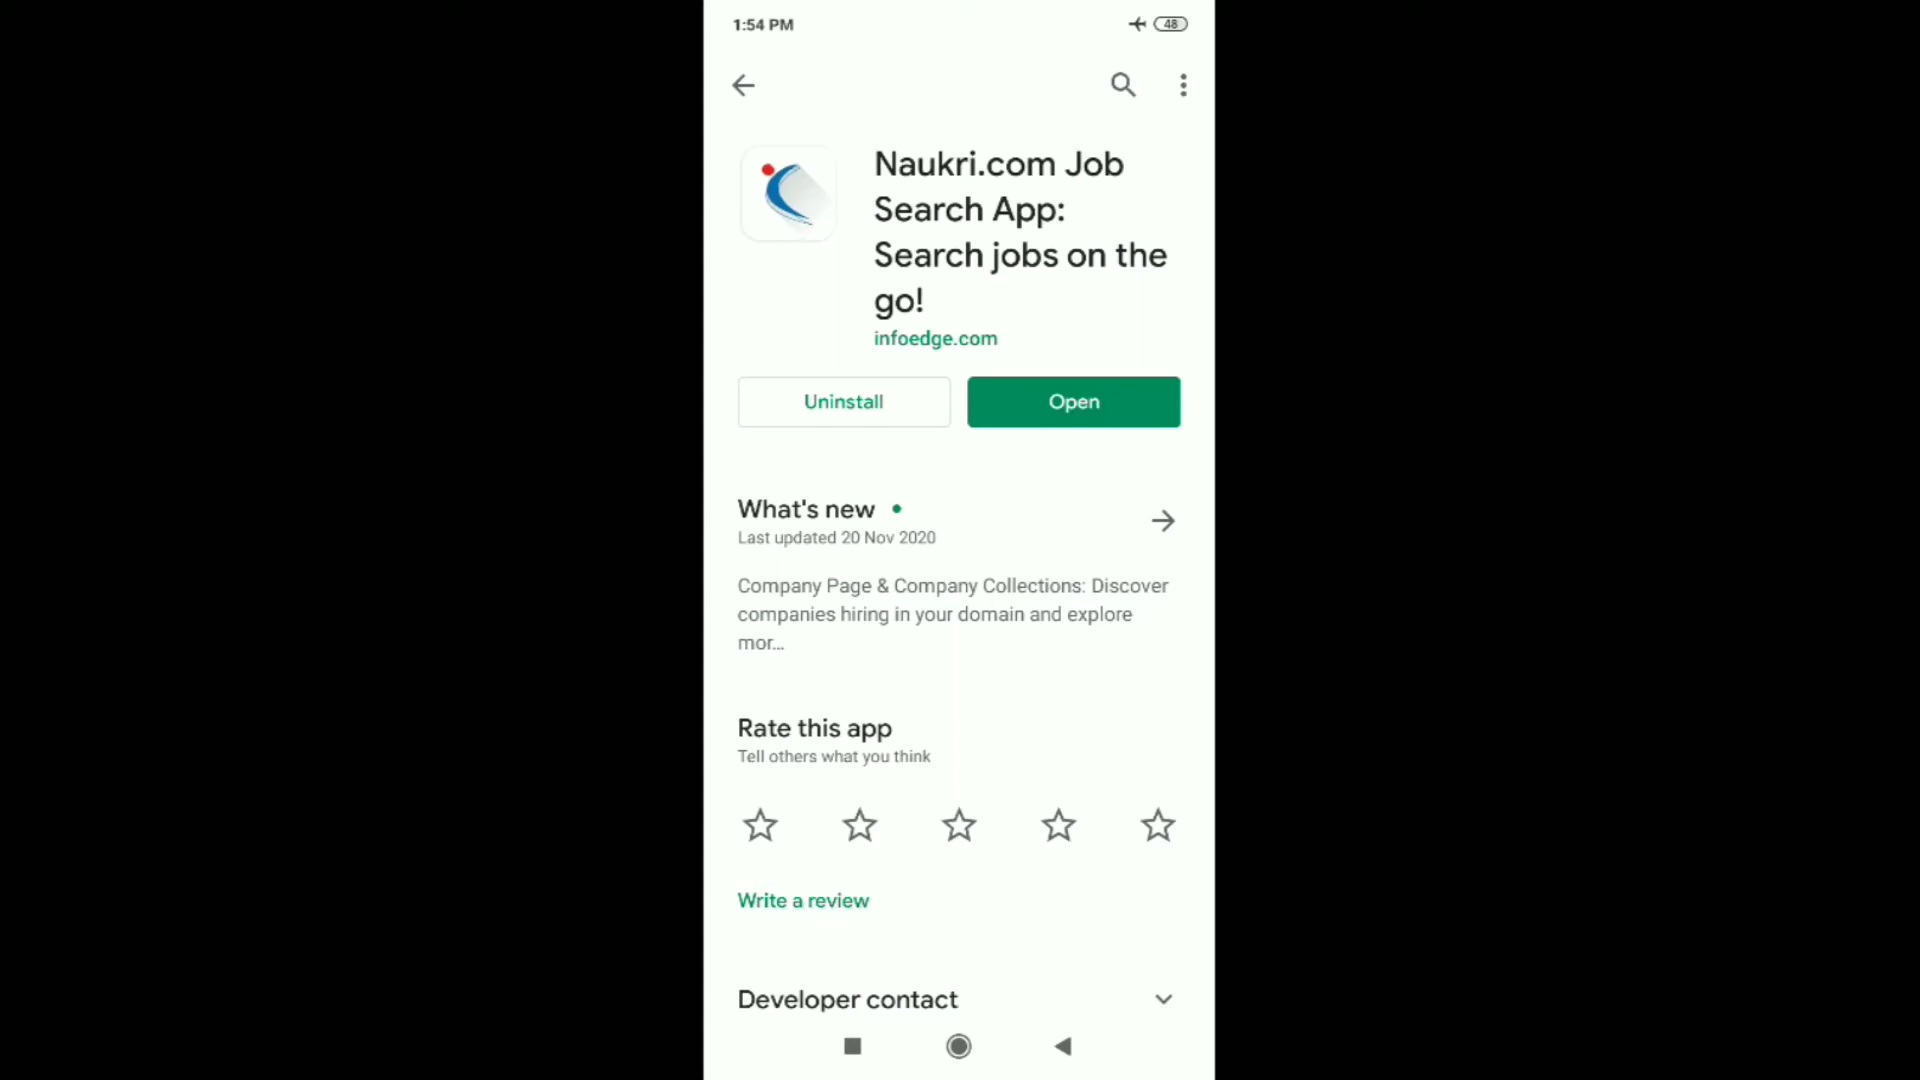 1:54 PM
48
Naukri.com Job
Search App:
Search jobs on the
go!
infoedge.com
Uninstall
Open
What's new
Last updated 20 Nov 2020
Company Page & Company Collections: Discover
companies hiring in your domain and explore
mor...
Rate this app
Tell others what you think
Write a review
Developer contact